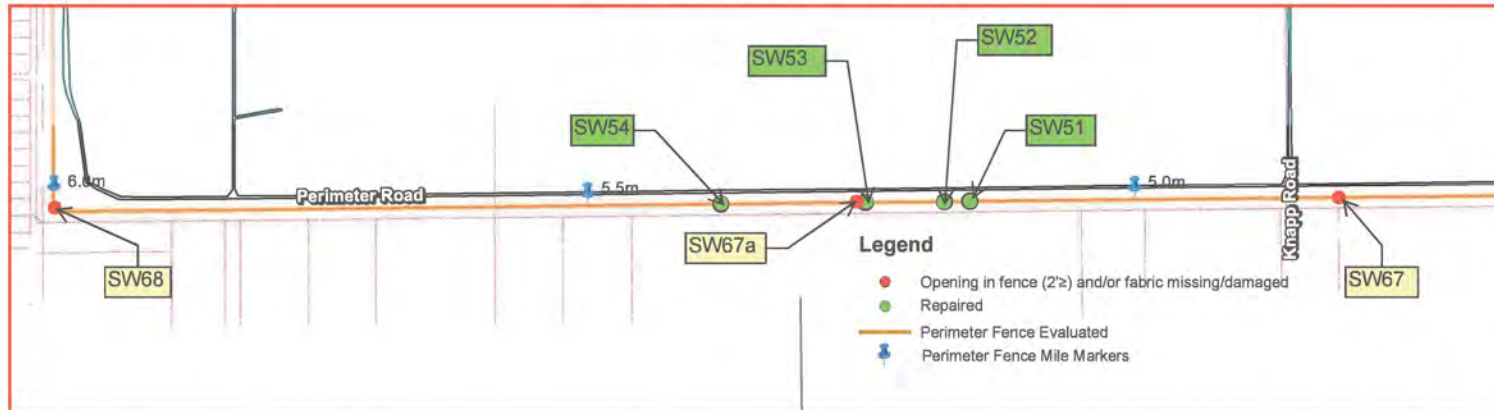 SW52
SW53
SW54
SW51
6.0m
5.5m
5.0m
Perimeter Road
Knapp Road
SW67a
SW68
SW67
Legend
Opening in fence (2'≥) and/or fabric missing/damaged
Repaired
Perimeter Fence Evaluated
Perimeter Fence Mile Markers